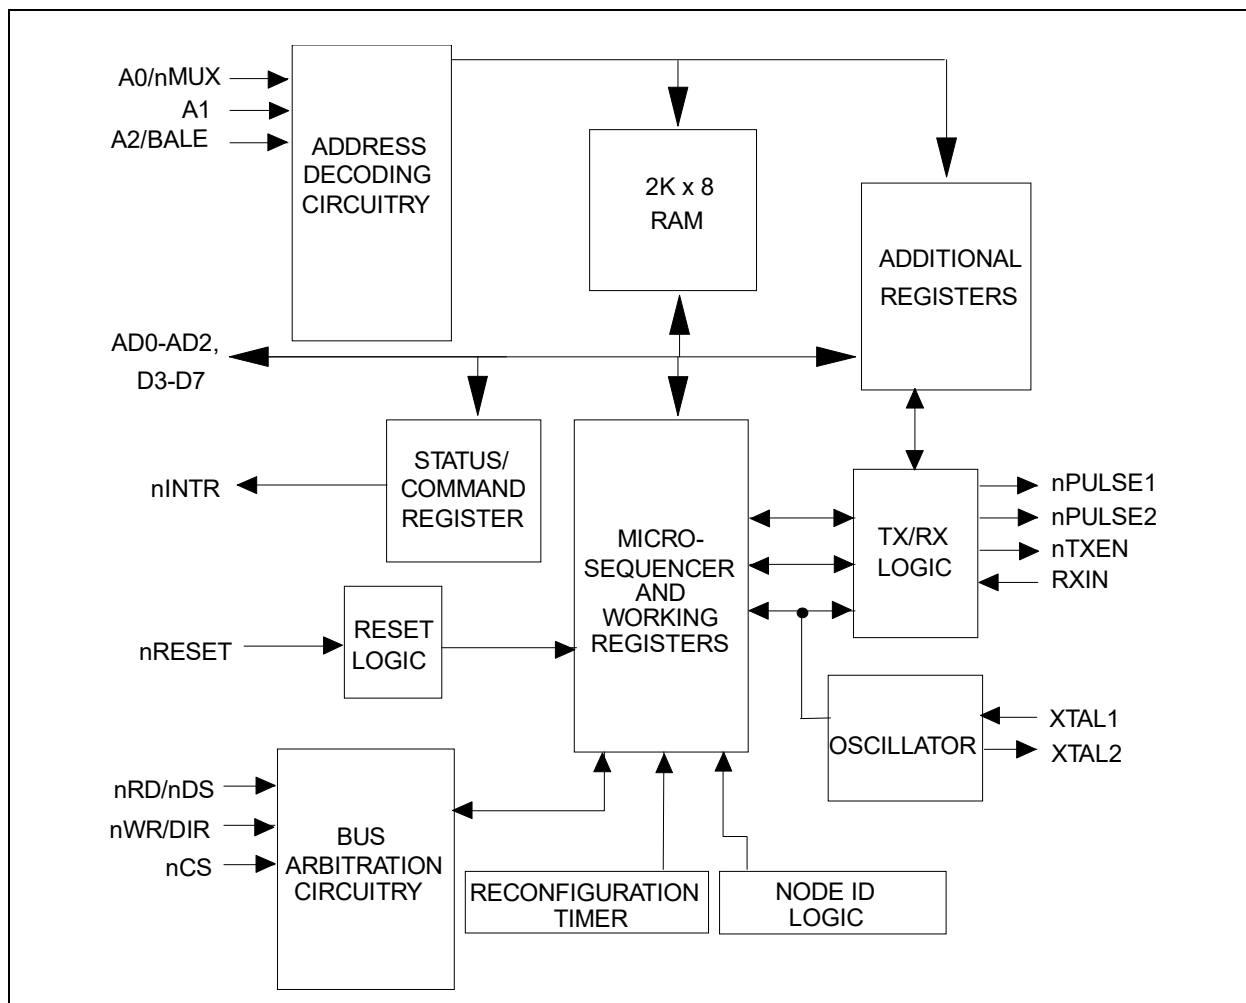 A0/nMUX
A1
A2/BALE
ADDRESS
DECODING
CIRCUITRY
2K x 8
RAM
ADDITIONAL
REGISTERS
AD0-AD2,
D3-D7
nINTR
STATUS/
COMMAND
REGISTER
MICRO-
SEQUENCER
AND
WORKING
REGISTERS
TX/RX
LOGIC
nPULSE1
nPULSE2
nTXEN
RXIN
nRESET
RESET
LOGIC
OSCILLATOR
XTAL1
XTAL2
nRD/nDS
nWR/DIR
nCS
BUS
ARBITRATION
CIRCUITRY
RECONFIGURATION
TIMER
NODE ID
LOGIC